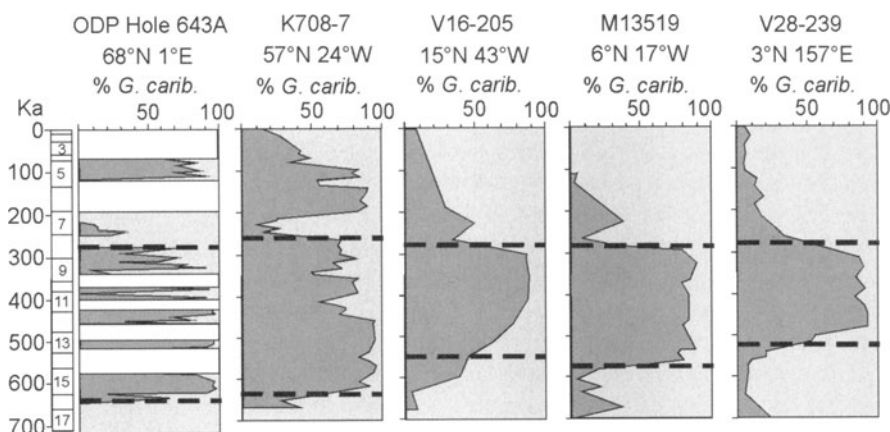 ODP Hole 643A K708-7 V16-205 M13519 V28-239
68°N 1°E 57°N 24°W 15°N 43°W 6°N 17°W 3°N 157°E
% G. carib. % G. carib. % G. carib. % G. carib. % G. carib.
Ka 50 100 50 100 50 100 50 100 50 100
0
3
100 5
200
7
300
9
400 11
500 13
600 15
700 17